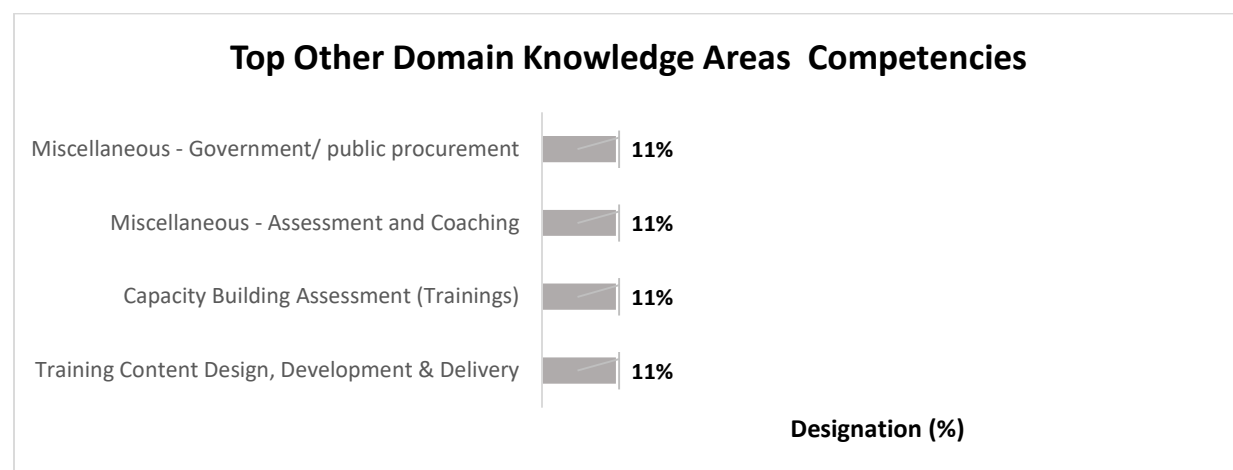 Top Other Domain Knowledge Areas Competencies
Miscellaneous - Government/ public procurement
11%
Miscellaneous - Assessment and Coaching
11%
Capacity Building Assessment (Trainings)
11%
Training Content Design, Development & Delivery
11%
Designation (%)